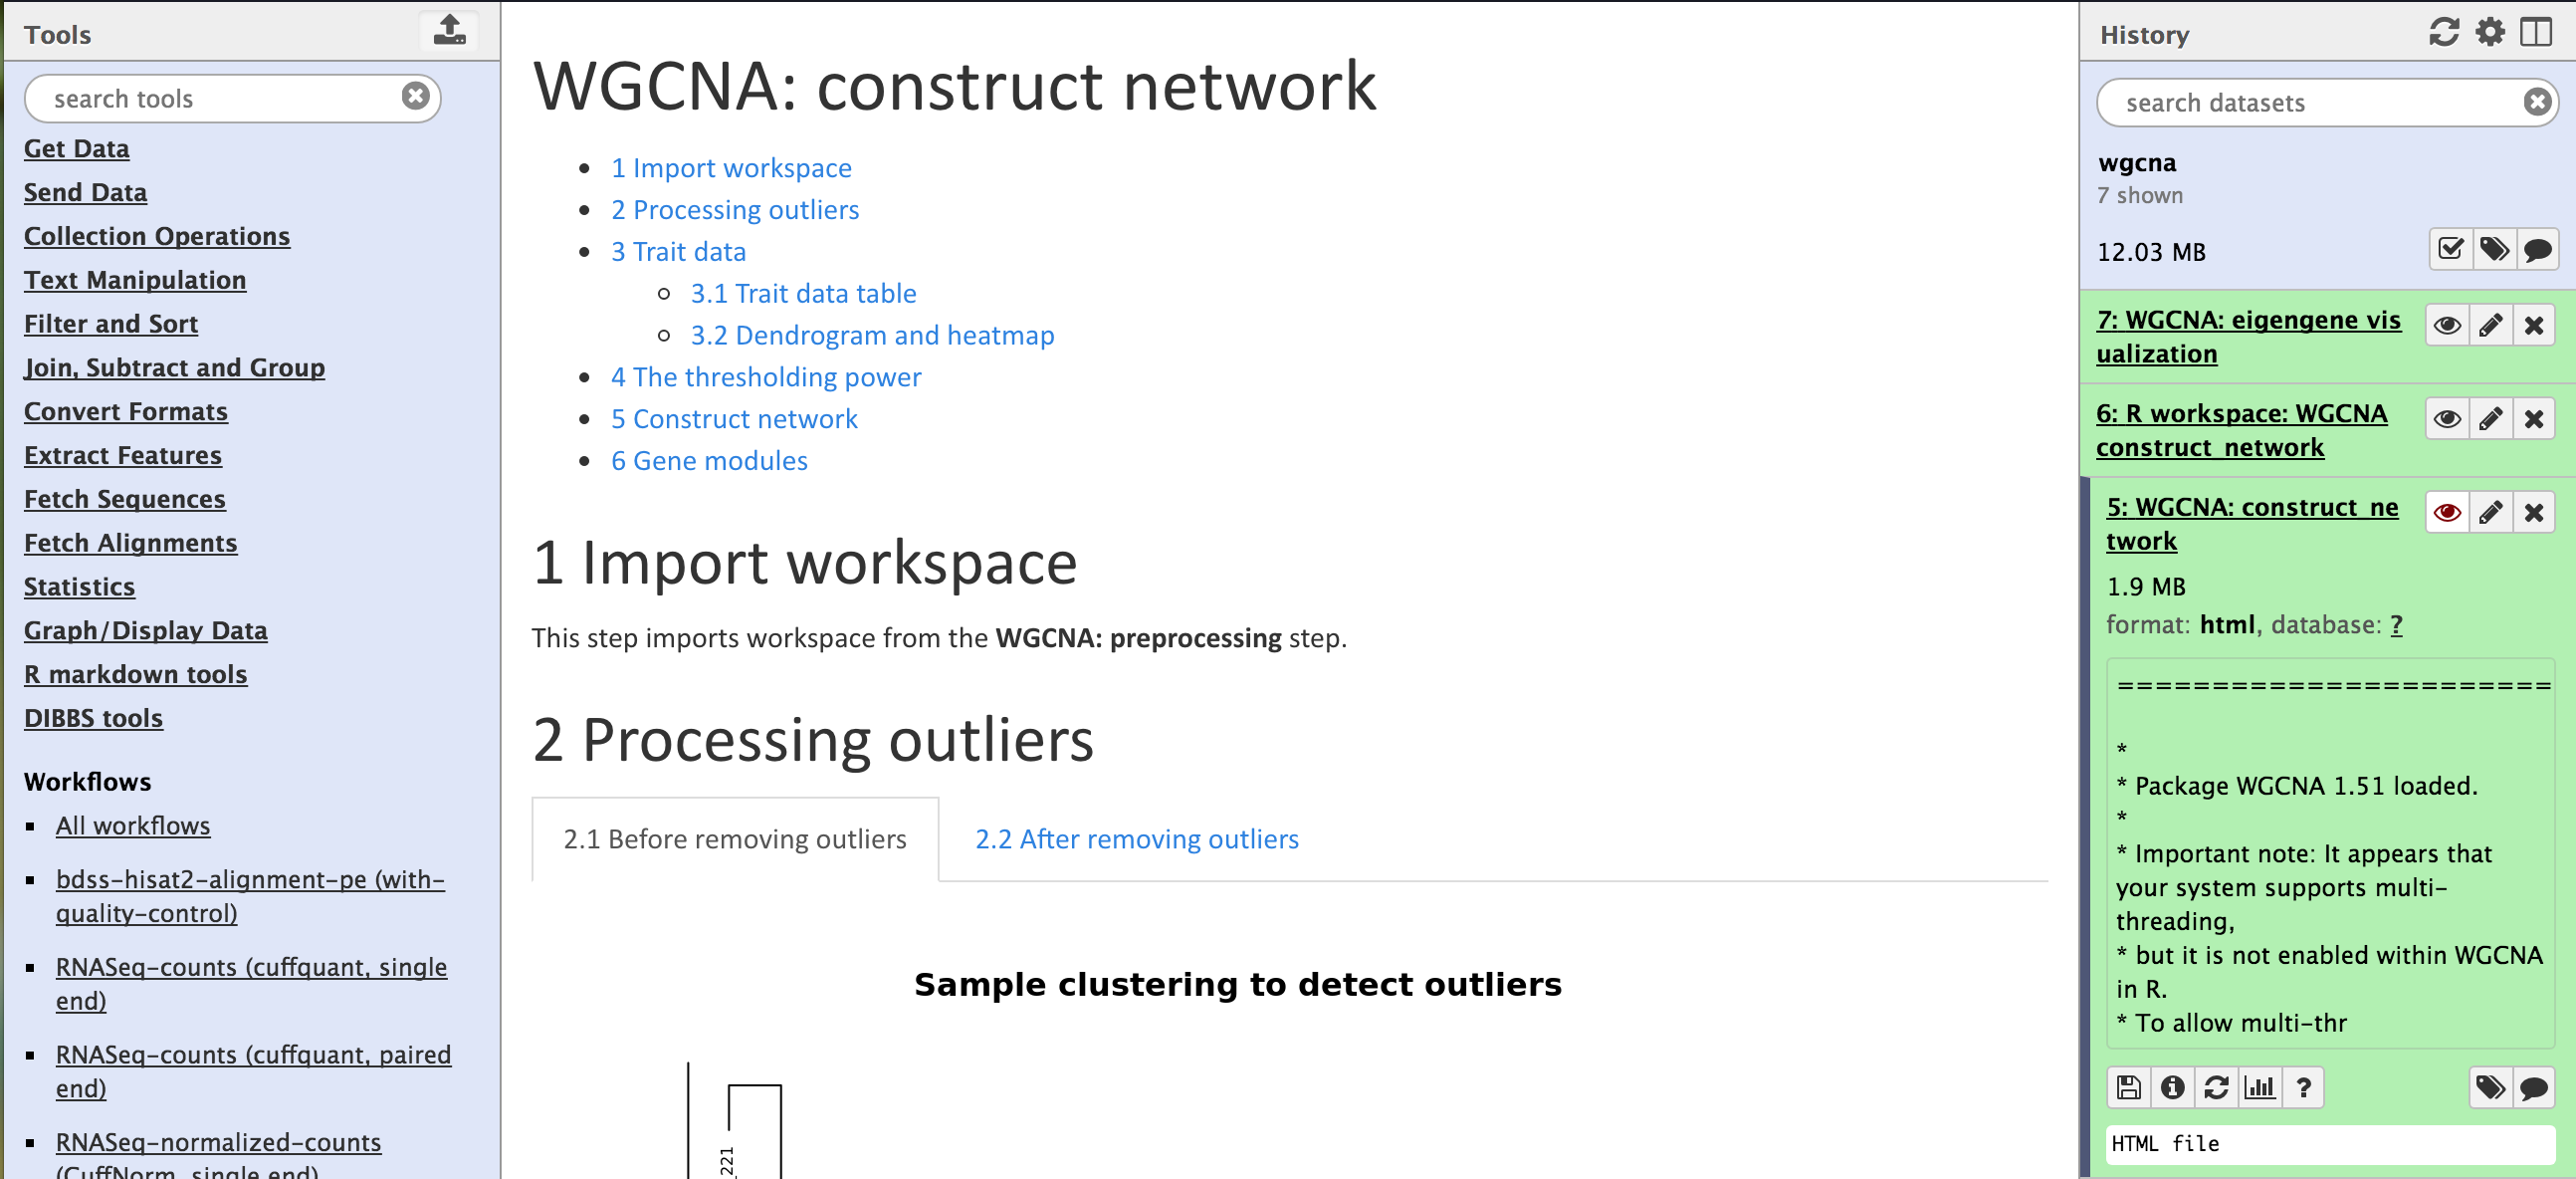 Tools
search tools
Get Data
Send Data
Collection Operations
Text Manipulation
Filter and Sort
Join, Subtract and Group
Convert Formats
Extract Features
Fetch Sequences
Fetch Alignments
Statistics
Graph/Display Data
R markdown tools
DIBBS tools
Workflows
All workflows
bdss-hisat2-alignment-pe (with-
quality-control)
RNASeq-counts (cuffquant, single
end)
RNASeq-counts (cuffquant, paired
end)
RNASeq-normalized-counts
(CuffNorm, single end)
WGCNA: construct network
1 Import workspace
2 Processing outliers
3 Trait data
3.1 Trait data table
3.2 Dendrogram and heatmap
4 The thresholding power
5 Construct network
6 Gene modules
1 Import workspace
This step imports workspace from the WGCNA: preprocessing step.
2 Processing outliers
2.1 Before removing outliers
2.2 After removing outliers
Sample clustering to detect outliers
_221
History
search datasets
wgcna
7 shown
12.03 MB
7: WGCNA: eigengene vis
ualization
6: R workspace: WGCNA
construct_network
5: WGCNA: construct_ne
twork
1.9 MB
format: html, database: ?
=======================
*
* Package WGCNA 1.51 loaded.
*
* Important note: It appears that
your system supports multi-
threading,
* but it is not enabled within WGCNA
in R.
* To allow multi-thr
?
HTML file